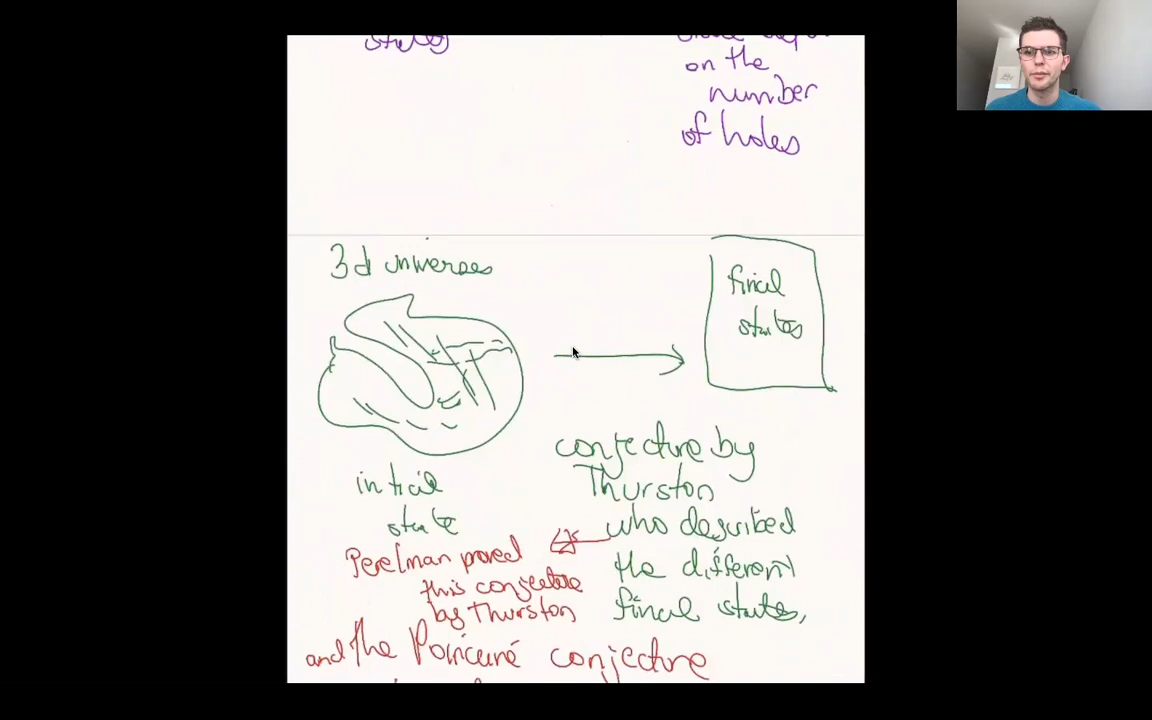 states
on the
number
of holes
3d universes
final
states
conjecture by
Thurston
who described
the different
final states,
initial
state
Perelman proved
this conjecture
by Thurston
and the Poincaré conjecture